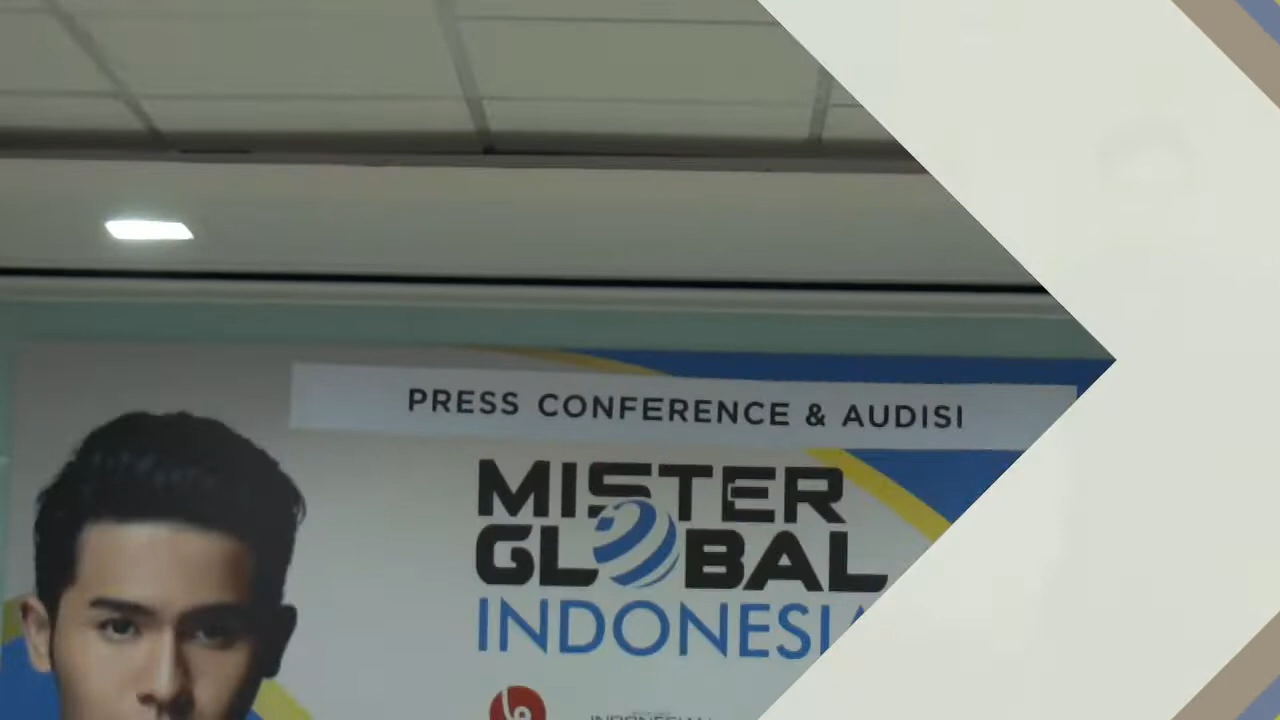 PRESS CONFERENCE & AUDISI
MISTER
GLOBAL
INDONESIA